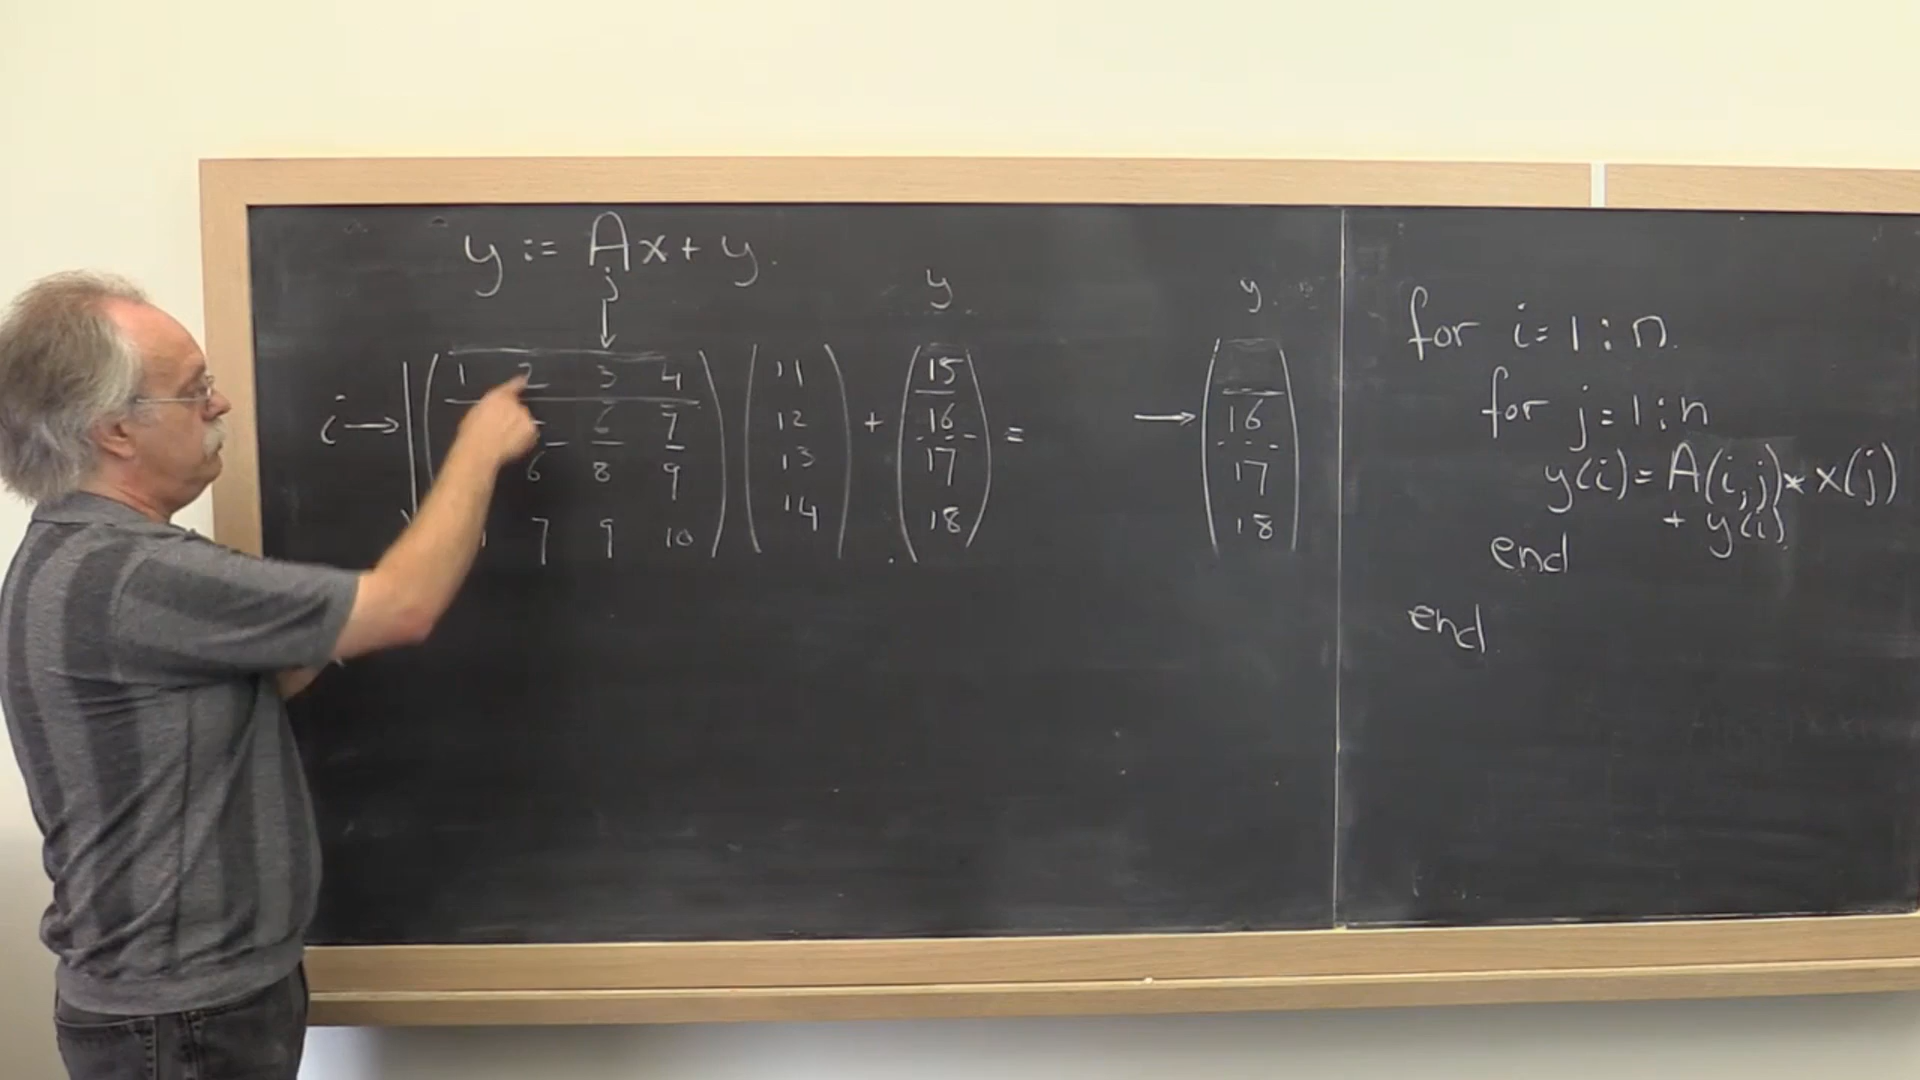 y := Ax + y.
j
y
y
i → 1 2 3 4 11 15
6 7 12 + 16 = → 16
6 8 9 13 17 17
7 9 10 14 18 18
for i = 1 : n.
for j = 1 : n
y(i) = A(i,j) * x(j)
+ y(i)
end
end